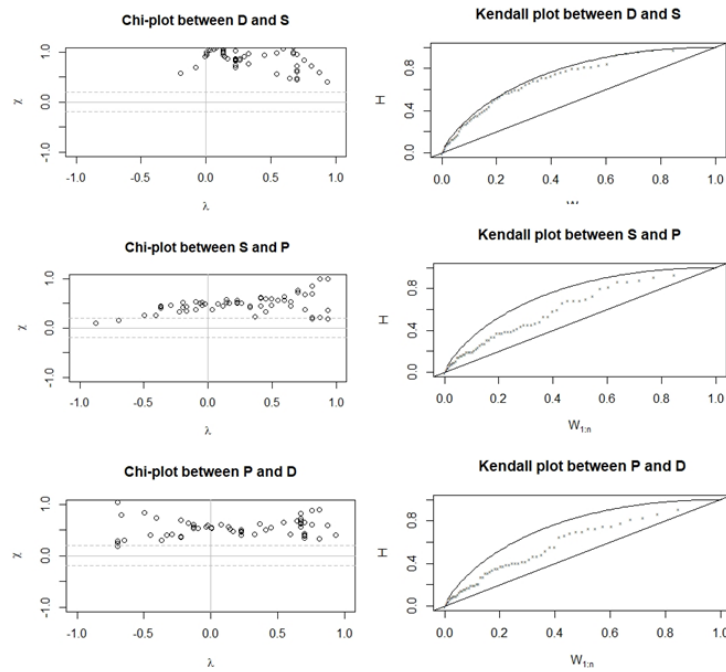 Chi-plot between D and S
χ
-1.0 0.0 1.0
-1.0 -0.5 0.0 0.5 1.0
λ
Kendall plot between D and S
H
0.0 0.4 0.8
0.0 0.2 0.4 0.6 0.8 1.0
Chi-plot between S and P
χ
-1.0 0.0 1.0
-1.0 -0.5 0.0 0.5 1.0
λ
Kendall plot between S and P
H
0.0 0.4 0.8
0.0 0.2 0.4 0.6 0.8 1.0
W1:n
Chi-plot between P and D
χ
-1.0 0.0 1.0
-1.0 -0.5 0.0 0.5 1.0
λ
Kendall plot between P and D
H
0.0 0.4 0.8
0.0 0.2 0.4 0.6 0.8 1.0
W1:n